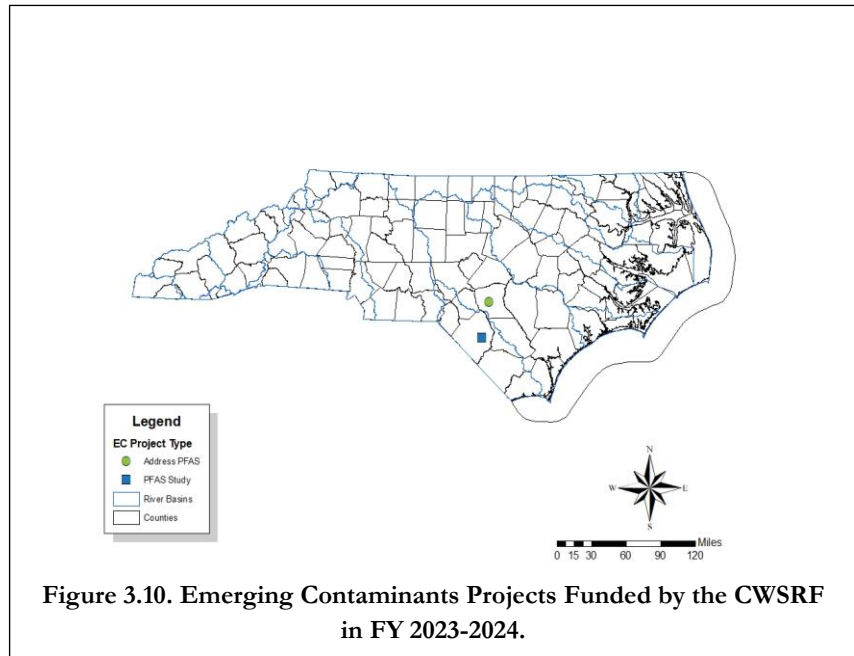 Legend
EC Project Type
Address PFAS
PFAS Study
River Basins
Counties
N
W E
S
Miles
0 15 30 60 90 120
Figure 3.10. Emerging Contaminants Projects Funded by the CWSRF
in FY 2023-2024.